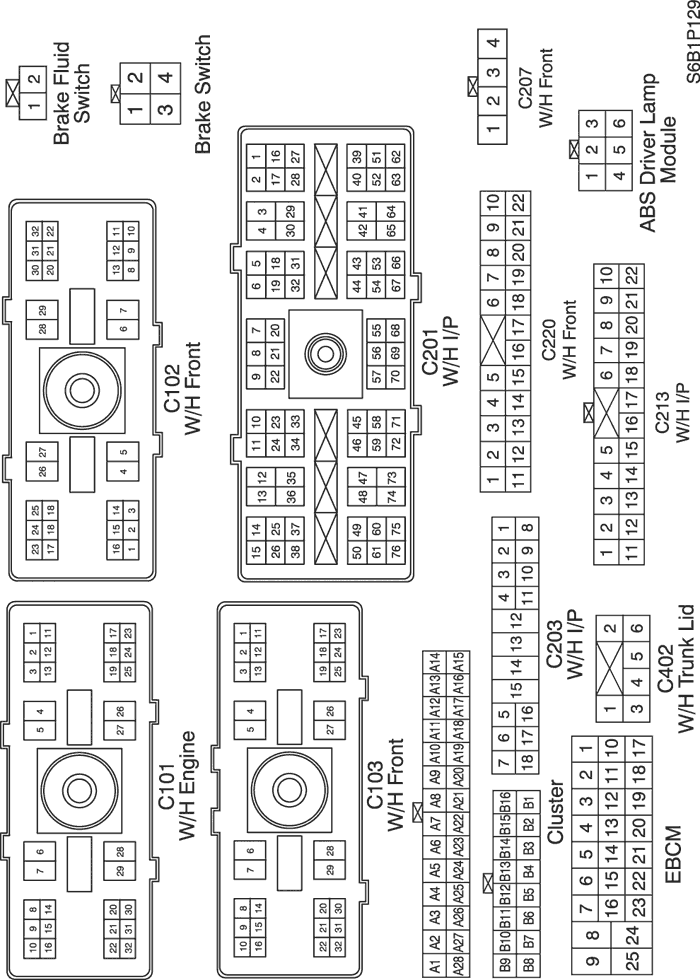 10 9 8 7 6 5 4 3 2 1
16 15 14 13 12 11
22 21 20 29 28 27 26 19 18 17
32 31 30 25 24 23
C101
W/H Engine
23 24 25 26 27 28 29 30 31 32
17 18 18 20 21 22
16 15 14 4 5 6 7 13 12 11
1 2 3 8 9 10
C102
W/H Front
1 2
Brake Fluid
Switch
1 2
3 4
Brake Switch
10 9 8 7 6 5 4 3 2 1
16 15 14 13 12 11
22 21 20 29 28 27 26 19 18 17
32 31 30 25 24 23
C103
W/H Front
15 14 13 12 11 10 9 8 7 6 5 4 3 2 1
26 25 24 23 22 21 20 19 18 17 16
38 37 36 35 34 33 32 31 30 29 28 27
50 49 48 47 46 45 44 43 42 41 40 39
61 60 59 58 57 56 55 54 53 52 51
76 75 74 73 72 71 70 69 68 67 66 65 64 63 62
C201
W/H I/P
A1 A2 A3 A4 A5 A6 A7 A8 A9 A10 A11 A12 A13 A14
A28 A27 A26 A25 A24 A23 A22 A21 A20 A19 A18 A17 A16 A15
B9 B10 B11 B12 B13 B14 B15 B16
B8 B7 B6 B5 B4 B3 B2 B1
Cluster
7 6 5 4 3 2 1
15 14 13 12
18 17 16 11 10 9 8
C203
W/H I/P
1 2 3 4 5 6 7 8 9 10
11 12 13 14 15 16 17 18 19 20 21 22
C220
W/H Front
1 2 3 4
C207
W/H Front
9 8 7 6 5 4 3 2 1
16 15 14 13 12 11 10
25 24 23 22 21 20 19 18 17
EBCM
1 2
3 4 5 6
C402
W/H Trunk Lid
1 2 3 4 5 6 7 8 9 10
11 12 13 14 15 16 17 18 19 20 21 22
C213
W/H I/P
1 2 3
4 5 6
ABS Driver Lamp
Module
S6B1P129